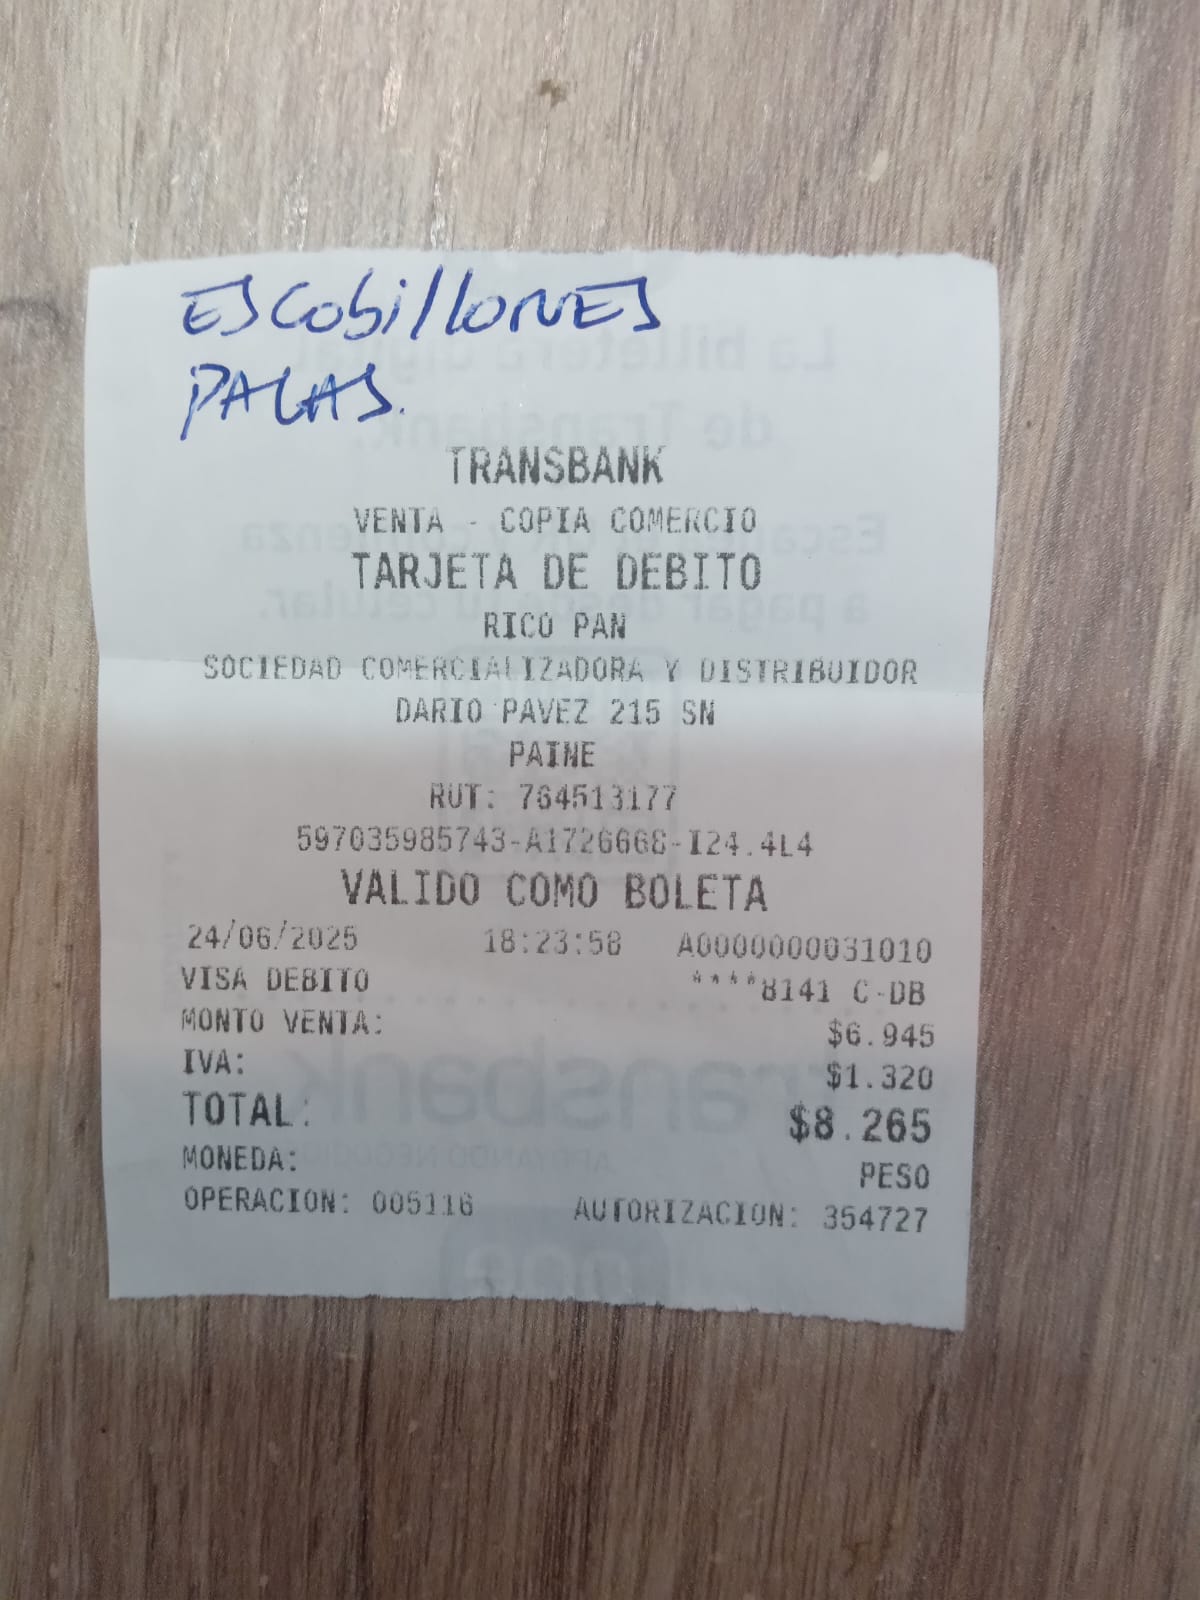 ESCobillONES
PALAS.
TRANSBANK
VENTA - COPIA COMERCIO
TARJETA DE DEBITO
RICO PAN
SOCIEDAD COMERCIALIZADORA Y DISTRIBUIDOR
DARIO PAVEZ 215 SN
PAINE
RUT: 764513177
597035985743-A1726668-I24.4L4
VALIDO COMO BOLETA
24/06/2025 18:23:58 A0000000031010
VISA DEBITO ****8141 C-DB
MONTO VENTA: $6.945
IVA: $1.320
TOTAL: $8.265
MONEDA: PESO
OPERACION: 005116 AUTORIZACION: 354727